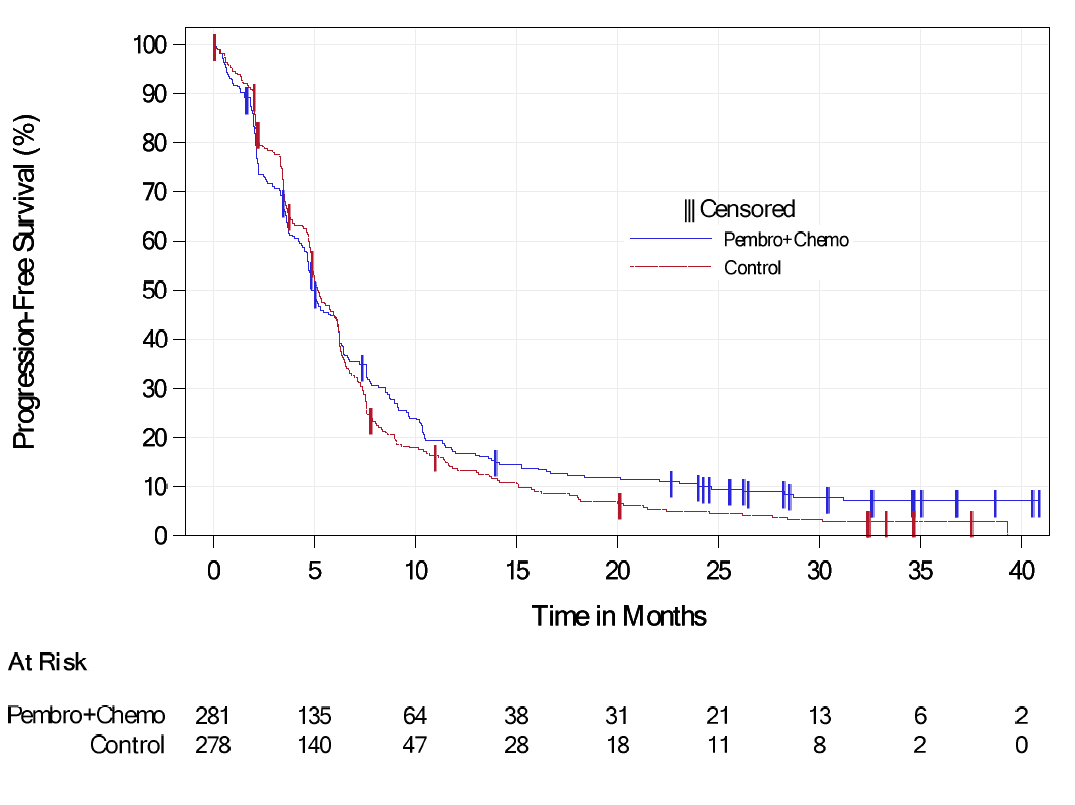 Progression-Free Survival (%)
100
90
80
70
60
50
40
30
20
10
0
Censored
Pembro+Chemo
Control
0 5 10 15 20 25 30 35 40
Time in Months
At Risk
Pembro+Chemo 281 135 64 38 31 21 13 6 2
Control 278 140 47 28 18 11 8 2 0